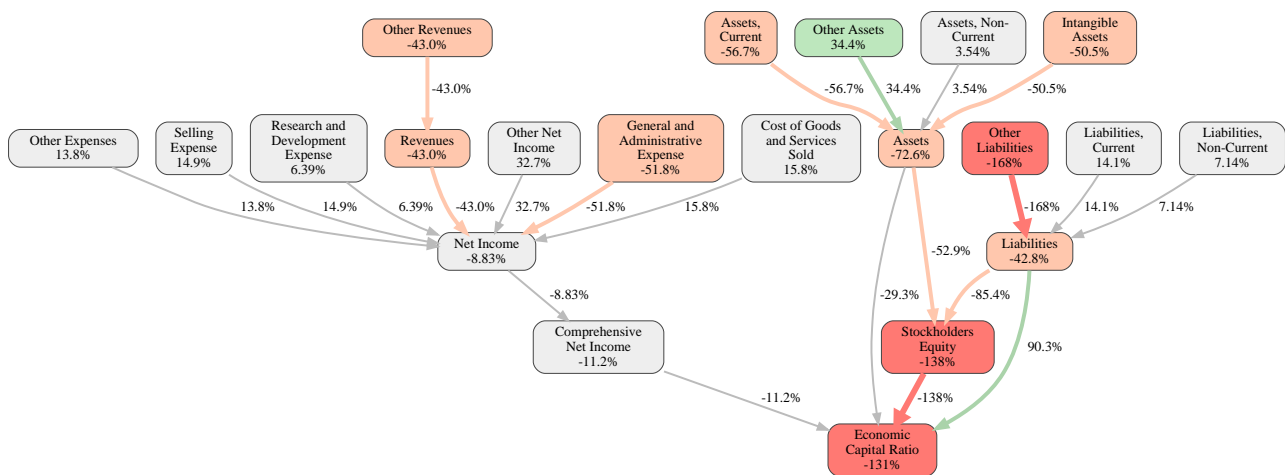 Other Revenues
-43.0%
Assets,
Current
-56.7%
Other Assets
34.4%
Assets, Non-
Current
3.54%
Intangible
Assets
-50.5%
-43.0%
-56.7%
34.4%
3.54%
-50.5%
Other Expenses
13.8%
Selling
Expense
14.9%
Research and
Development
Expense
6.39%
Revenues
-43.0%
Other Net
Income
32.7%
General and
Administrative
Expense
-51.8%
Cost of Goods
and Services
Sold
15.8%
Assets
-72.6%
Other
Liabilities
-168%
Liabilities,
Current
14.1%
Liabilities,
Non-Current
7.14%
13.8%
14.9%
6.39%
-43.0%
32.7%
-51.8%
15.8%
-168%
14.1%
7.14%
Net Income
-8.83%
-52.9%
Liabilities
-42.8%
-8.83%
-29.3%
-85.4%
Comprehensive
Net Income
-11.2%
Stockholders
Equity
-138%
90.3%
-11.2%
-138%
Economic
Capital Ratio
-131%